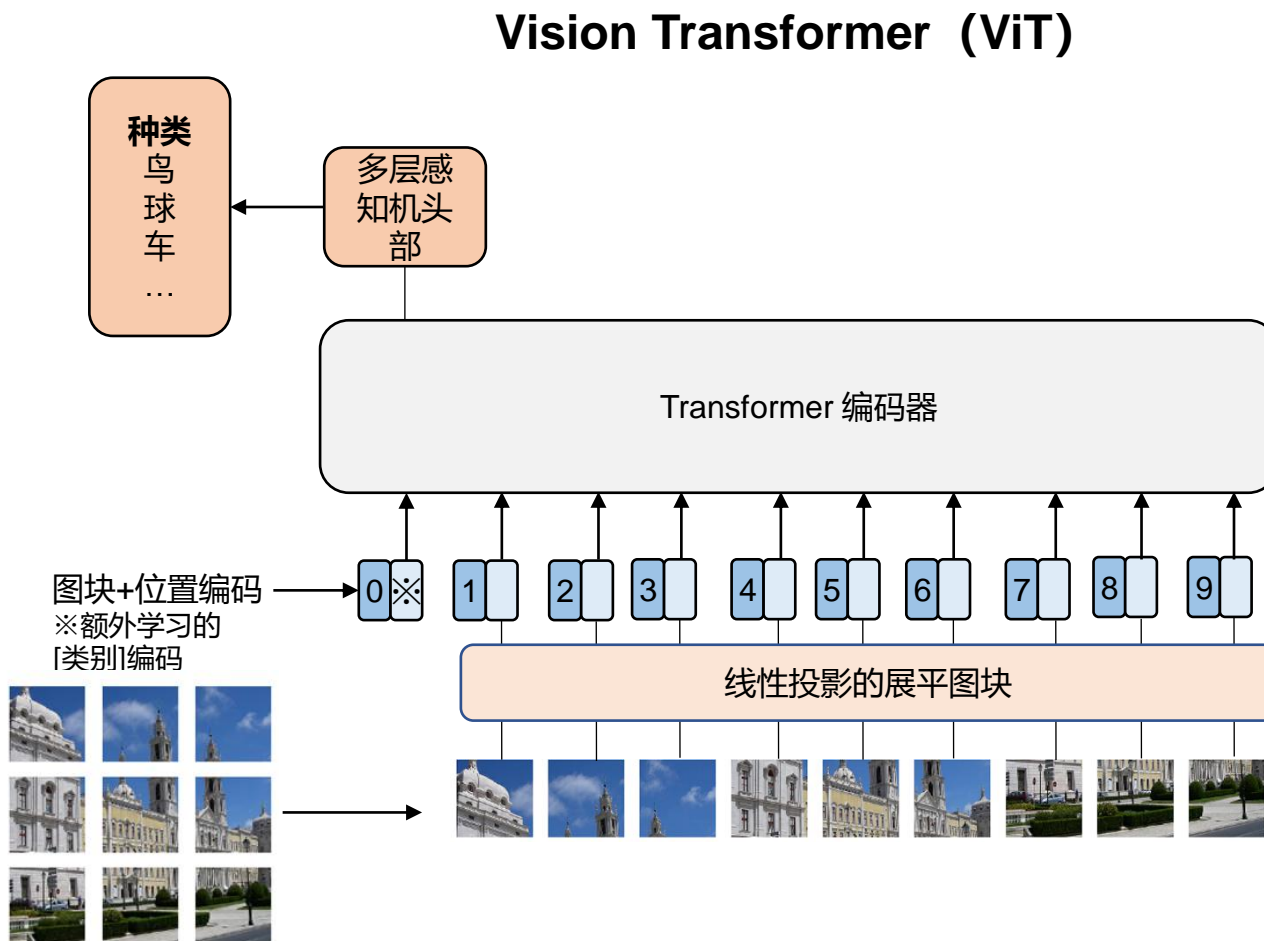 Vision Transformer（ViT）
种类
鸟
球
车
…
多层感
知机头
部
Transformer 编码器
图块+位置编码
※额外学习的
[类别]编码
0 ※ 1 2 3 4 5 6 7 8 9
线性投影的展平图块